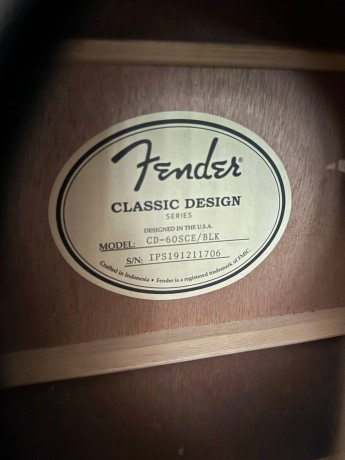 Fender
CLASSIC DESIGN
SERIES
DESIGNED IN THE U.S.A.
MODEL: CD-60SCE/BLK
S/N: IPS191211706
Crafted in Indonesia • Fender is a registered trademark of FMIC.